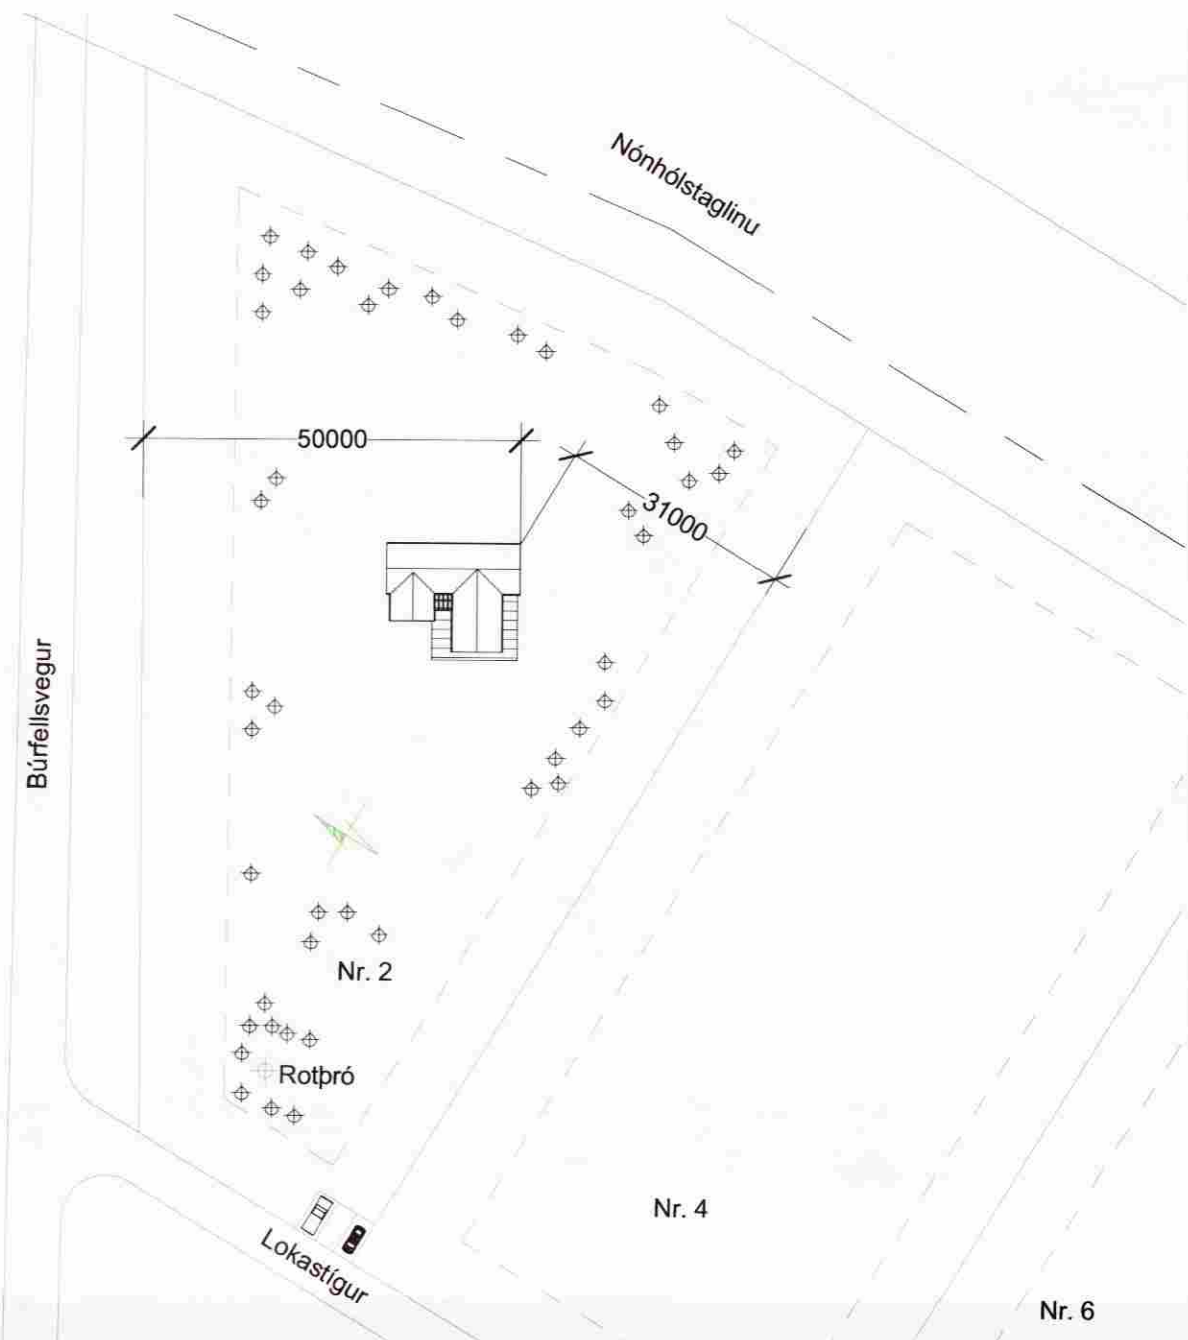 Nónhólstaglinu
50000
31000
Búrfellsvegur
Nr. 2
Rotþró
Nr. 4
Lokastígur
Nr. 6